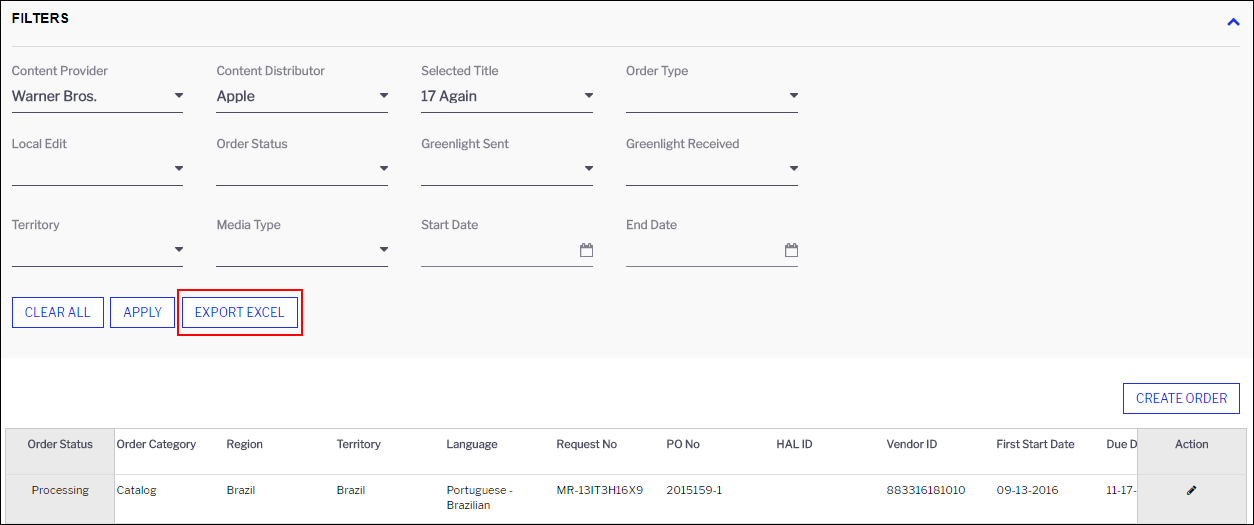 FILTERS
Content Provider Content Distributor Selected Title Order Type
Warner Bros. Apple 17 Again
Local Edit Order Status Greenlight Sent Greenlight Received
Territory Media Type Start Date End Date
CLEAR ALL APPLY EXPORT EXCEL
CREATE ORDER
Order Status Order Category Region Territory Language Request No PO No HAL ID Vendor ID First Start Date Due D Action
Processing Catalog Brazil Brazil Portuguese - MR-13IT3H16X9 2015159-1 883316181010 09-13-2016 11-17-
Brazilian